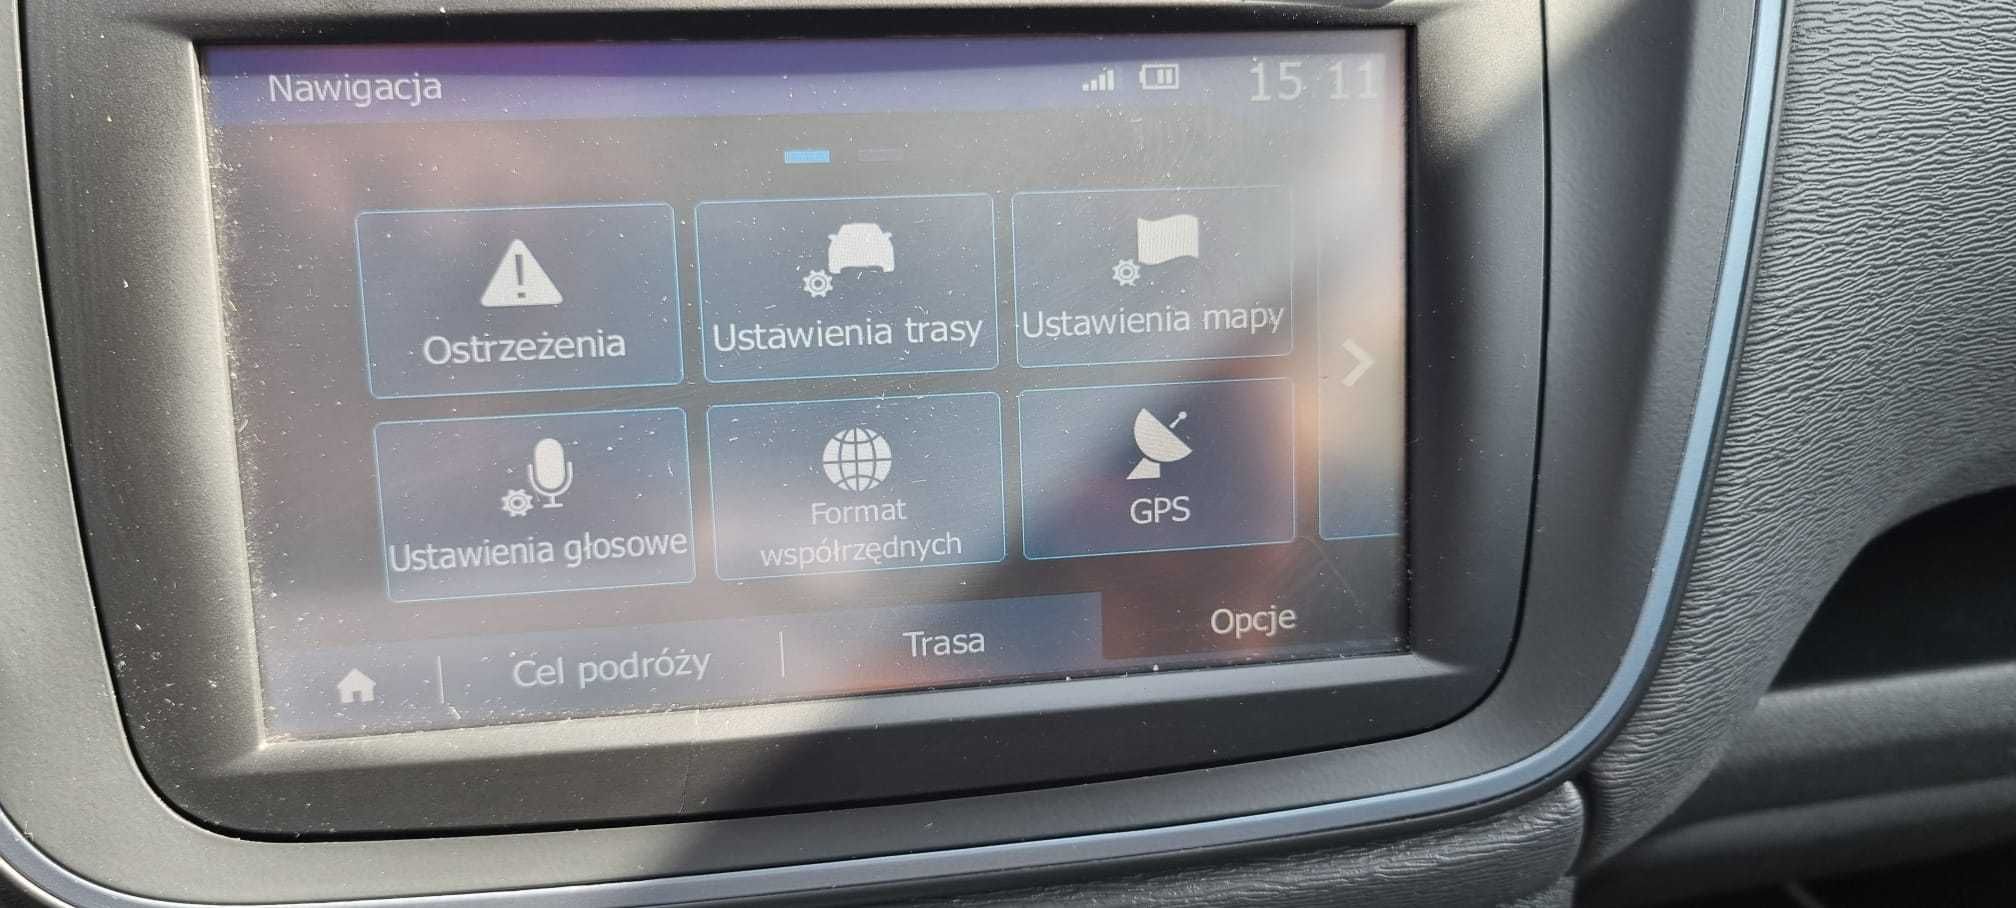 Nawigacja
15 11
Ostrzeżenia
Ustawienia trasy
Ustawienia mapy
Ustawienia głosowe
Format
współrzędnych
GPS
Cel podróży
Trasa
Opcje